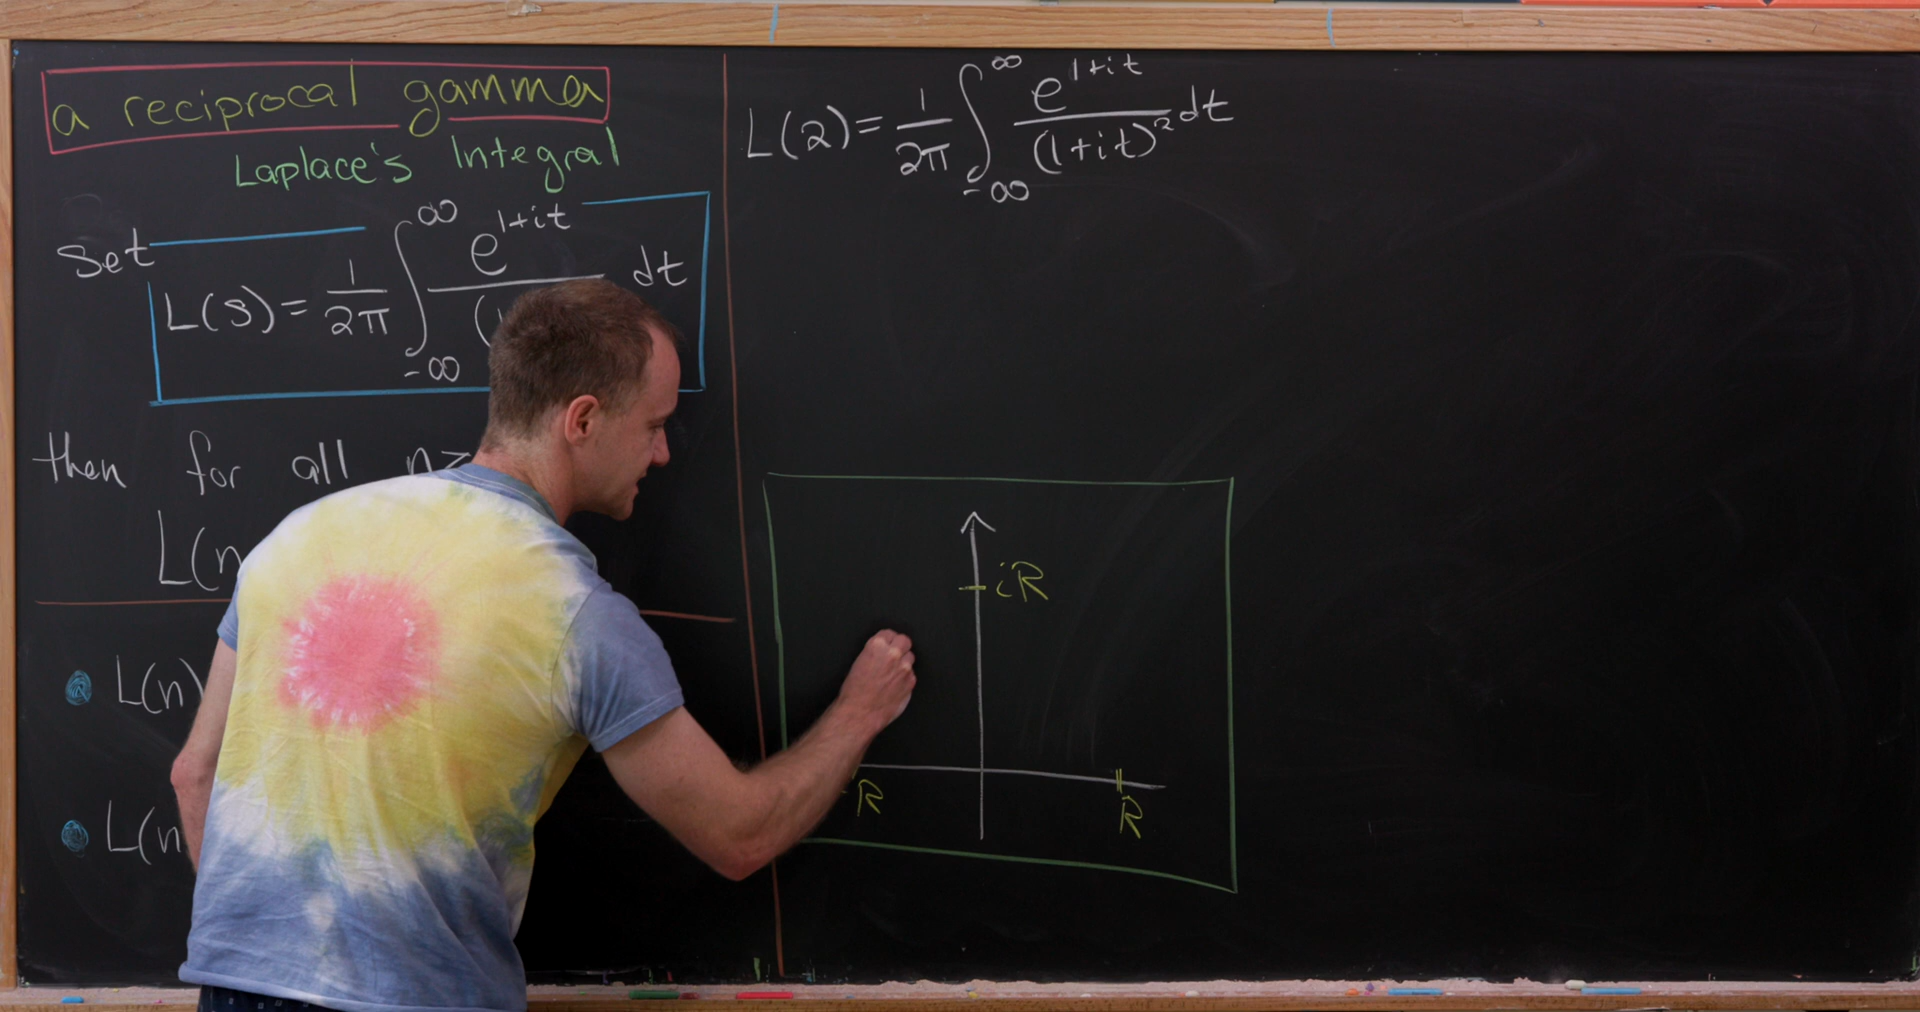 a reciprocal gamma
Laplace's Integral
Set
L(s) = 1/2π ∫_{-∞}^{∞} e^{1+it}/( dt
then for all n≥
L(n
• L(n)
• L(n
L(2) = 1/2π ∫_{-∞}^{∞} e^{1+it}/(1+it)^2 dt
iR
-R
R